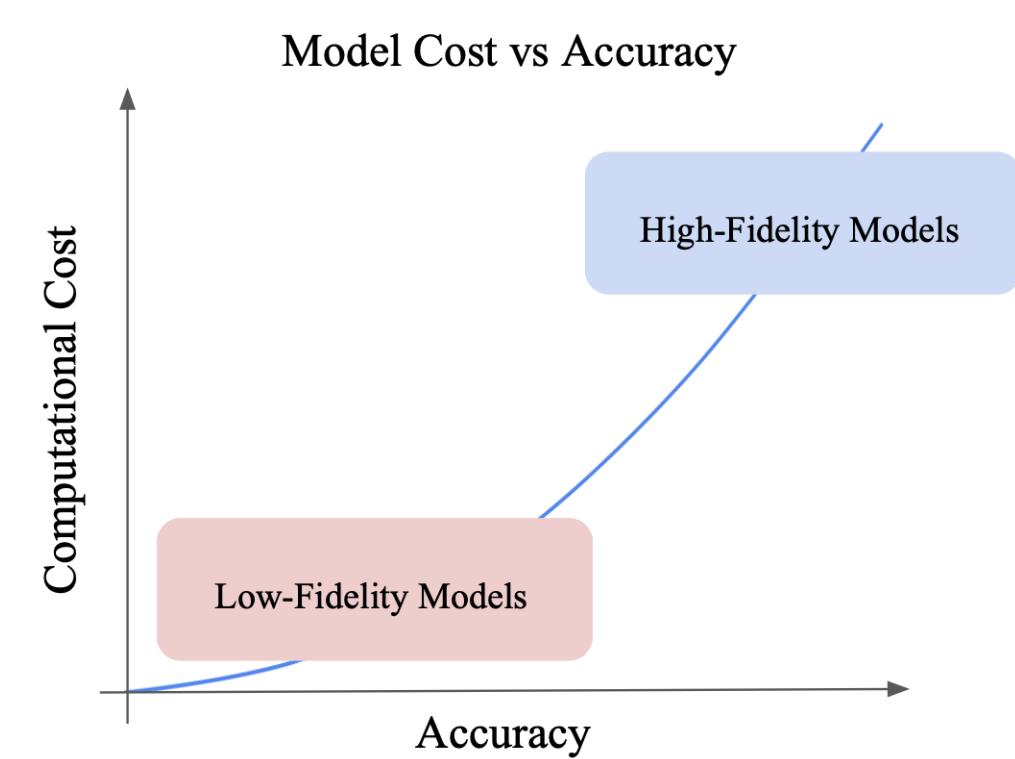 Model Cost vs Accuracy
High-Fidelity Models
Computational Cost
Low-Fidelity Models
Accuracy